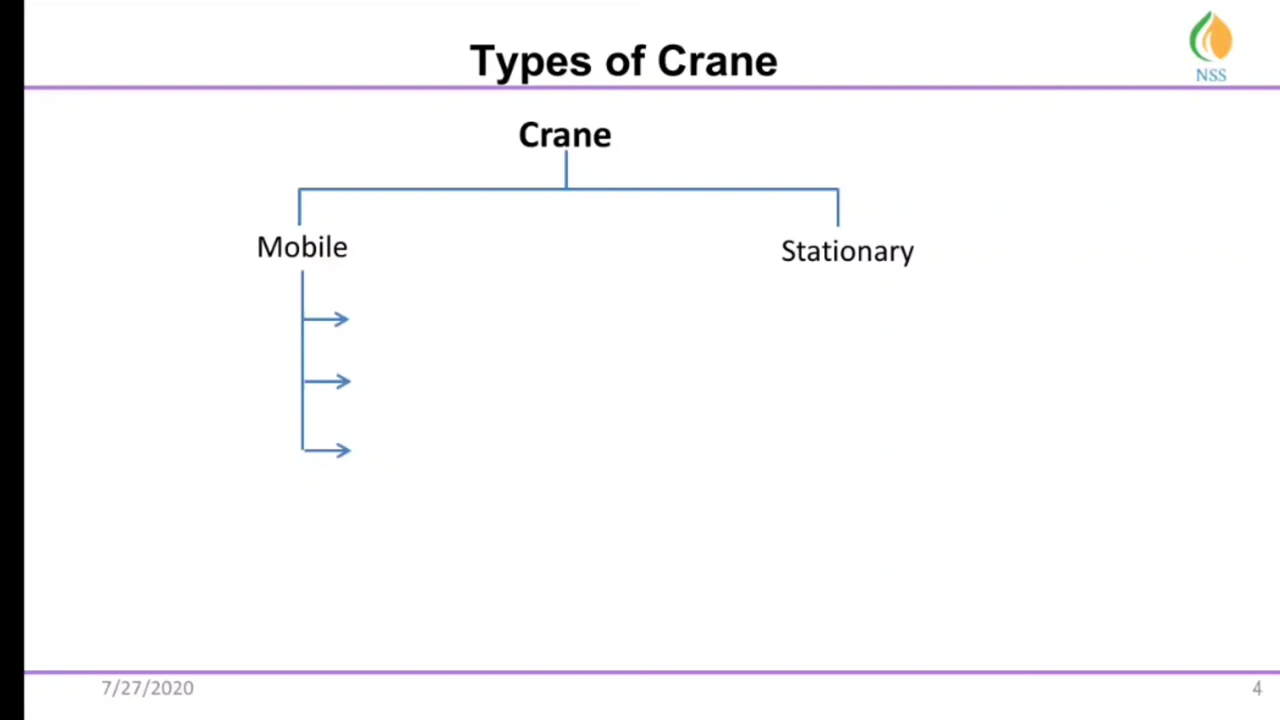 Types of Crane
NSS
Crane
Mobile
Stationary
7/27/2020
4